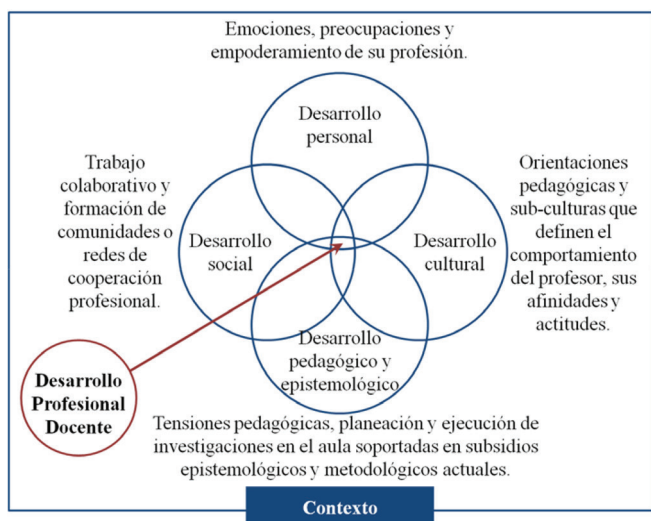 Emociones, preocupaciones y
empoderamiento de su profesión.
Desarrollo
personal
Trabajo
colaborativo y
formación de
comunidades o
redes de
cooperación
profesional.
Desarrollo
social
Desarrollo
cultural
Orientaciones
pedagógicas y
sub-culturas que
definen el
comportamiento
del profesor, sus
afinidades y
actitudes.
Desarrollo
pedagógico y
epistemológico
Desarrollo
Profesional
Docente
Tensiones pedagógicas, planeación y ejecución de
investigaciones en el aula soportadas en subsidios
epistemológicos y metodológicos actuales.
Contexto